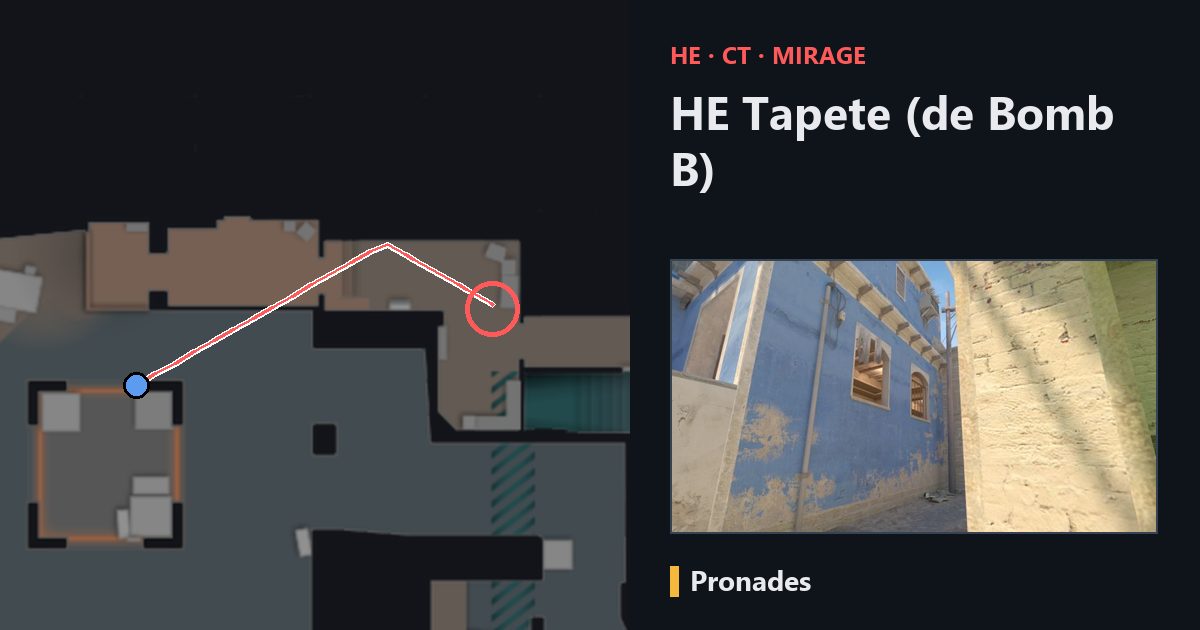 HE · CT · MIRAGE
HE Tapete (de Bomb
B)
Pronades